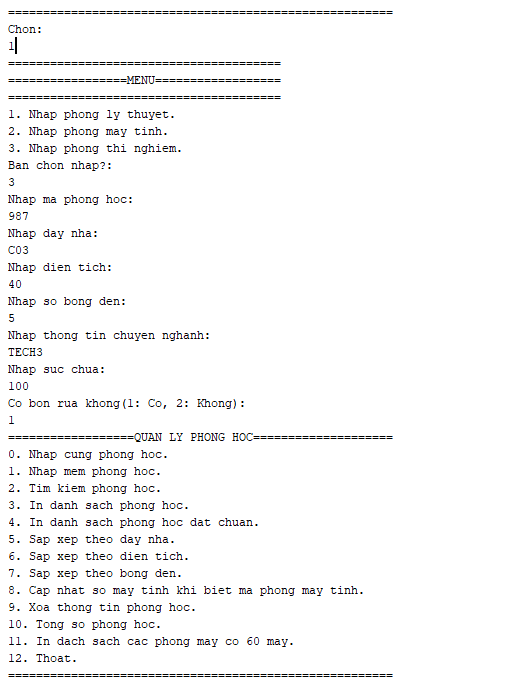 =======================================================
Chon:
1
=======================================
=================MENU==================
=======================================
1. Nhap phong ly thuyet.
2. Nhap phong may tinh.
3. Nhap phong thi nghiem.
Ban chon nhap?:
3
Nhap ma phong hoc:
987
Nhap day nha:
C03
Nhap dien tich:
40
Nhap so bong den:
5
Nhap thong tin chuyen nghanh:
TECH3
Nhap suc chua:
100
Co bon rua khong(1: Co, 2: Khong):
1
==================QUAN LY PHONG HOC====================
0. Nhap cung phong hoc.
1. Nhap mem phong hoc.
2. Tim kiem phong hoc.
3. In danh sach phong hoc.
4. In danh sach phong hoc dat chuan.
5. Sap xep theo day nha.
6. Sap xep theo dien tich.
7. Sap xep theo bong den.
8. Cap nhat so may tinh khi biet ma phong may tinh.
9. Xoa thong tin phong hoc.
10. Tong so phong hoc.
11. In dach sach cac phong may co 60 may.
12. Thoat.
=======================================================